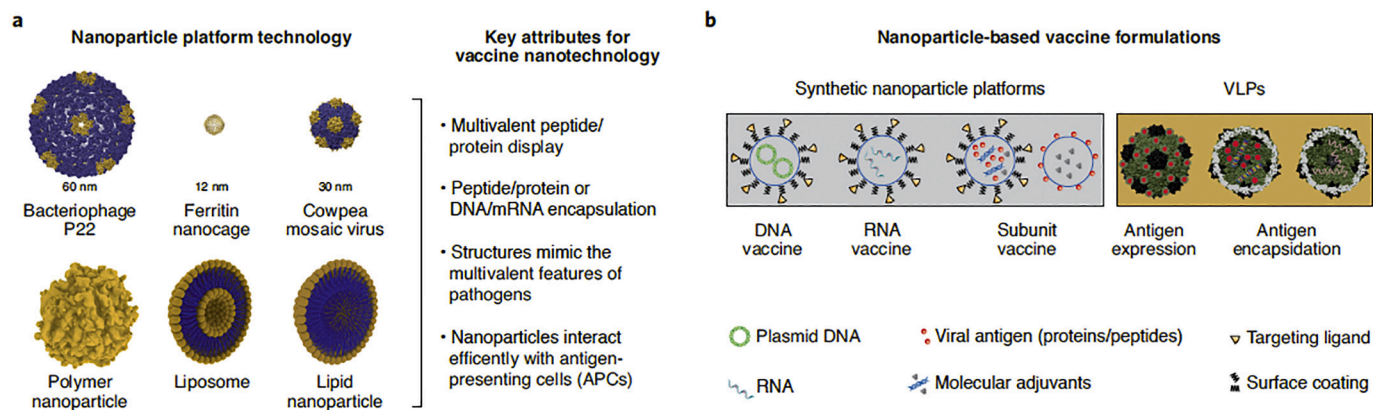 a
Nanoparticle platform technology
60 nm
12 nm
30 nm
Bacteriophage
P22
Ferritin
nanocage
Cowpea
mosaic virus
Polymer
nanoparticle
Liposome
Lipid
nanoparticle
Key attributes for
vaccine nanotechnology
• Multivalent peptide/
protein display
• Peptide/protein or
DNA/mRNA encapsulation
• Structures mimic the
multivalent features of
pathogens
• Nanoparticles interact
efficently with antigen-
presenting cells (APCs)
b
Nanoparticle-based vaccine formulations
Synthetic nanoparticle platforms
VLPs
DNA
vaccine
RNA
vaccine
Subunit
vaccine
Antigen
expression
Antigen
encapsidation
Plasmid DNA
Viral antigen (proteins/peptides)
Targeting ligand
RNA
Molecular adjuvants
Surface coating